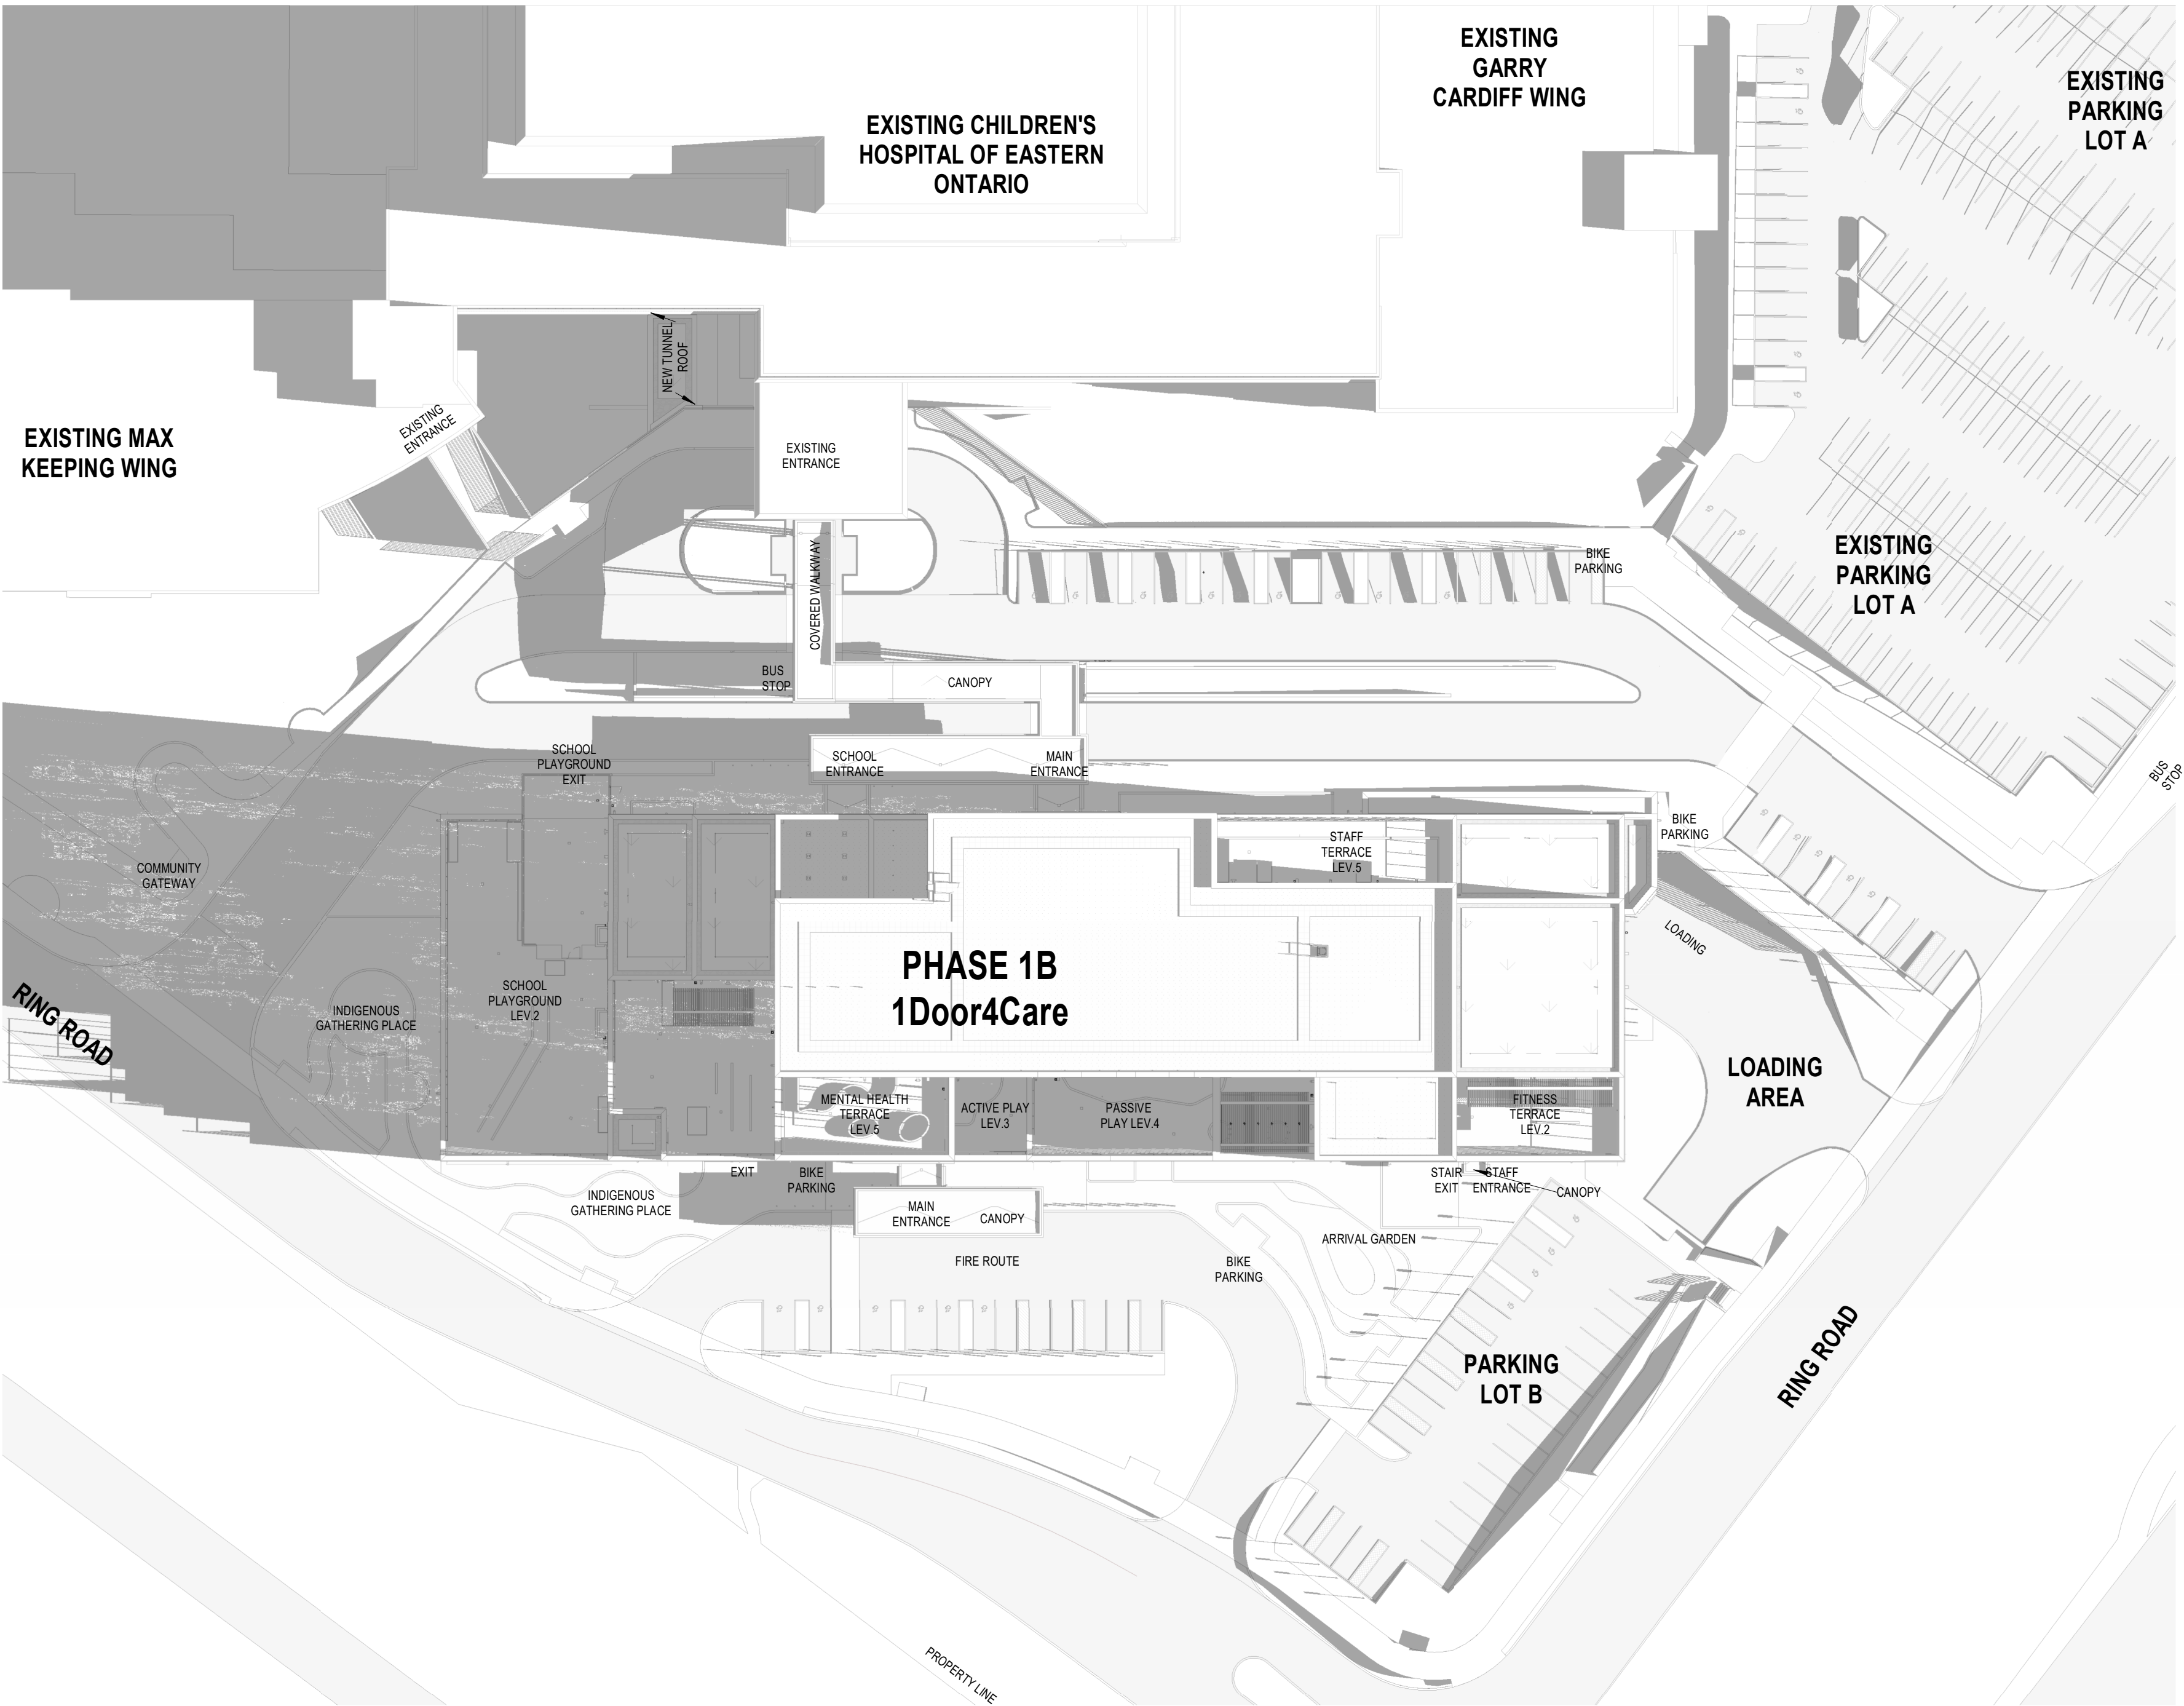 EXISTING
GARRY
CARDIFF WING
EXISTING
PARKING
LOT A
EXISTING CHILDREN'S
HOSPITAL OF EASTERN
ONTARIO
NEW TUNNEL
ROOF
EXISTING MAX
KEEPING WING
EXISTING
ENTRANCE
EXISTING
ENTRANCE
COVERED WALKWAY
BIKE
PARKING
EXISTING
PARKING
LOT A
BUS
STOP
CANOPY
SCHOOL
PLAYGROUND
EXIT
SCHOOL
ENTRANCE
MAIN
ENTRANCE
BUS
STOP
BIKE
PARKING
STAFF
TERRACE
LEV.5
COMMUNITY
GATEWAY
LOADING
PHASE 1B
1Door4Care
SCHOOL
PLAYGROUND
LEV.2
INDIGENOUS
GATHERING PLACE
RING ROAD
LOADING
AREA
MENTAL HEALTH
TERRACE
LEV.5
ACTIVE PLAY
LEV.3
PASSIVE
PLAY LEV.4
FITNESS
TERRACE
LEV.2
EXIT
BIKE
PARKING
STAIR
EXIT
STAFF
ENTRANCE
CANOPY
INDIGENOUS
GATHERING PLACE
MAIN
ENTRANCE
CANOPY
ARRIVAL GARDEN
FIRE ROUTE
BIKE
PARKING
PARKING
LOT B
RING ROAD
PROPERTY LINE